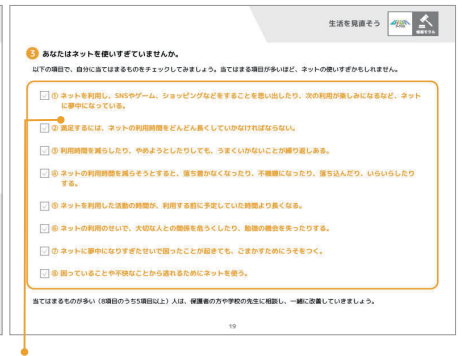 生活を見直そう
3 あなたはネットを使いすぎていませんか。
以下の項目で、自分に当てはまるものをチェックしてみましょう。当てはまる項目が多いほど、ネットの使いすぎかもしれません。
① ネットを利用し、SNSやゲーム、ショッピングなどをすることを思い出したり、次の利用が楽しみになるなど、ネット
に夢中になっている。
② 満足するには、ネットの利用時間をどんどん長くしていかなければならない。
③ 利用時間を減らしたり、やめようとしたりしても、うまくいかないことが繰り返しある。
④ ネットの利用時間を減らそうとすると、落ち着かなくなったり、不機嫌になったり、落ち込んだり、いらいらしたり
する。
⑤ ネットを利用した活動の時間が、利用する前に予定していた時間より長くなる。
⑥ ネットの利用のせいで、大切な人との関係を危うくしたり、勉強の機会を失ったりする。
⑦ ネットに夢中になりすぎたせいで困ったことが起きても、ごまかすためにうそをつく。
⑧ 困っていることや不快なことから逃れるためにネットを使う。
当てはまるものが多い（8項目のうち5項目以上）人は、保護者の方や学校の先生に相談し、一緒に改善していきましょう。
19